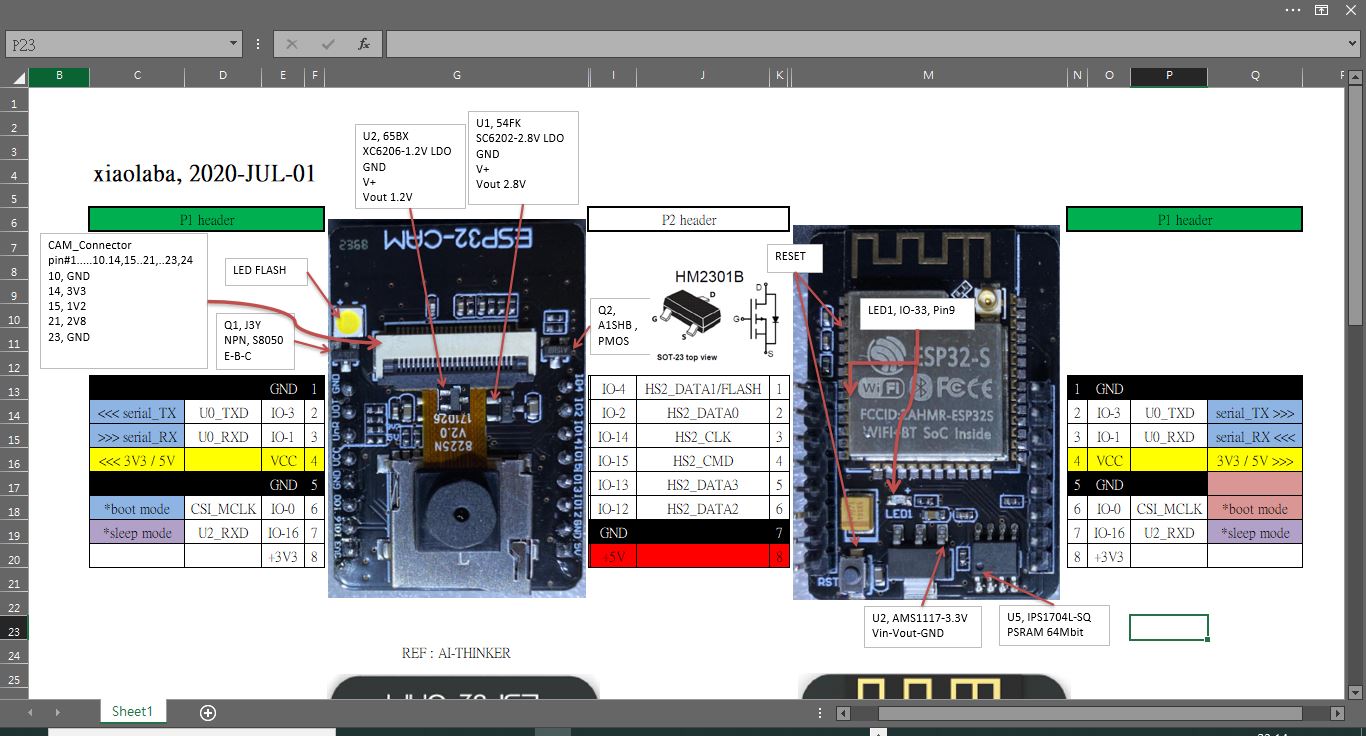 P23
fx
B C D E F G I J K M N O P Q
1
2
3
4
5
6
7
8
9
10
11
12
13
14
15
16
17
18
19
20
21
22
23
24
25
xiaolaba, 2020-JUL-01
U2, 65BX
XC6206-1.2V LDO
GND
V+
Vout 1.2V
U1, 54FK
SC6202-2.8V LDO
GND
V+
Vout 2.8V
P1 header
P2 header
P1 header
CAM_Connector
pin#1.....10.14,15..21,..23,24
10, GND
14, 3V3
15, 1V2
21, 2V8
23, GND
LED FLASH
Q1, J3Y
NPN, S8050
E-B-C
ESP32-CAM
Q2,
A1SHB ,
PMOS
HM2301B
D
G
S
D
G
S
SOT-23 top view
RESET
LED1, IO-33, Pin9
ESP32-S
WiFi
FCC
FCCID:2AHMR-ESP32S
WIFI+BT SoC Inside
LED1
RST
8225N
V2.0
171026
GND 1
<<< serial_TX U0_TXD IO-3 2
>>> serial_RX U0_RXD IO-1 3
<<< 3V3 / 5V VCC 4
GND 5
*boot mode CSI_MCLK IO-0 6
*sleep mode U2_RXD IO-16 7
+3V3 8
IO-4 HS2_DATA1/FLASH 1
IO-2 HS2_DATA0 2
IO-14 HS2_CLK 3
IO-15 HS2_CMD 4
IO-13 HS2_DATA3 5
IO-12 HS2_DATA2 6
GND 7
+5V 8
1 GND
2 IO-3 U0_TXD serial_TX >>>
3 IO-1 U0_RXD serial_RX <<<
4 VCC 3V3 / 5V >>>
5 GND
6 IO-0 CSI_MCLK *boot mode
7 IO-16 U2_RXD *sleep mode
8 +3V3
U2, AMS1117-3.3V
Vin-Vout-GND
U5, IPS1704L-SQ
PSRAM 64Mbit
REF : AI-THINKER
Sheet1